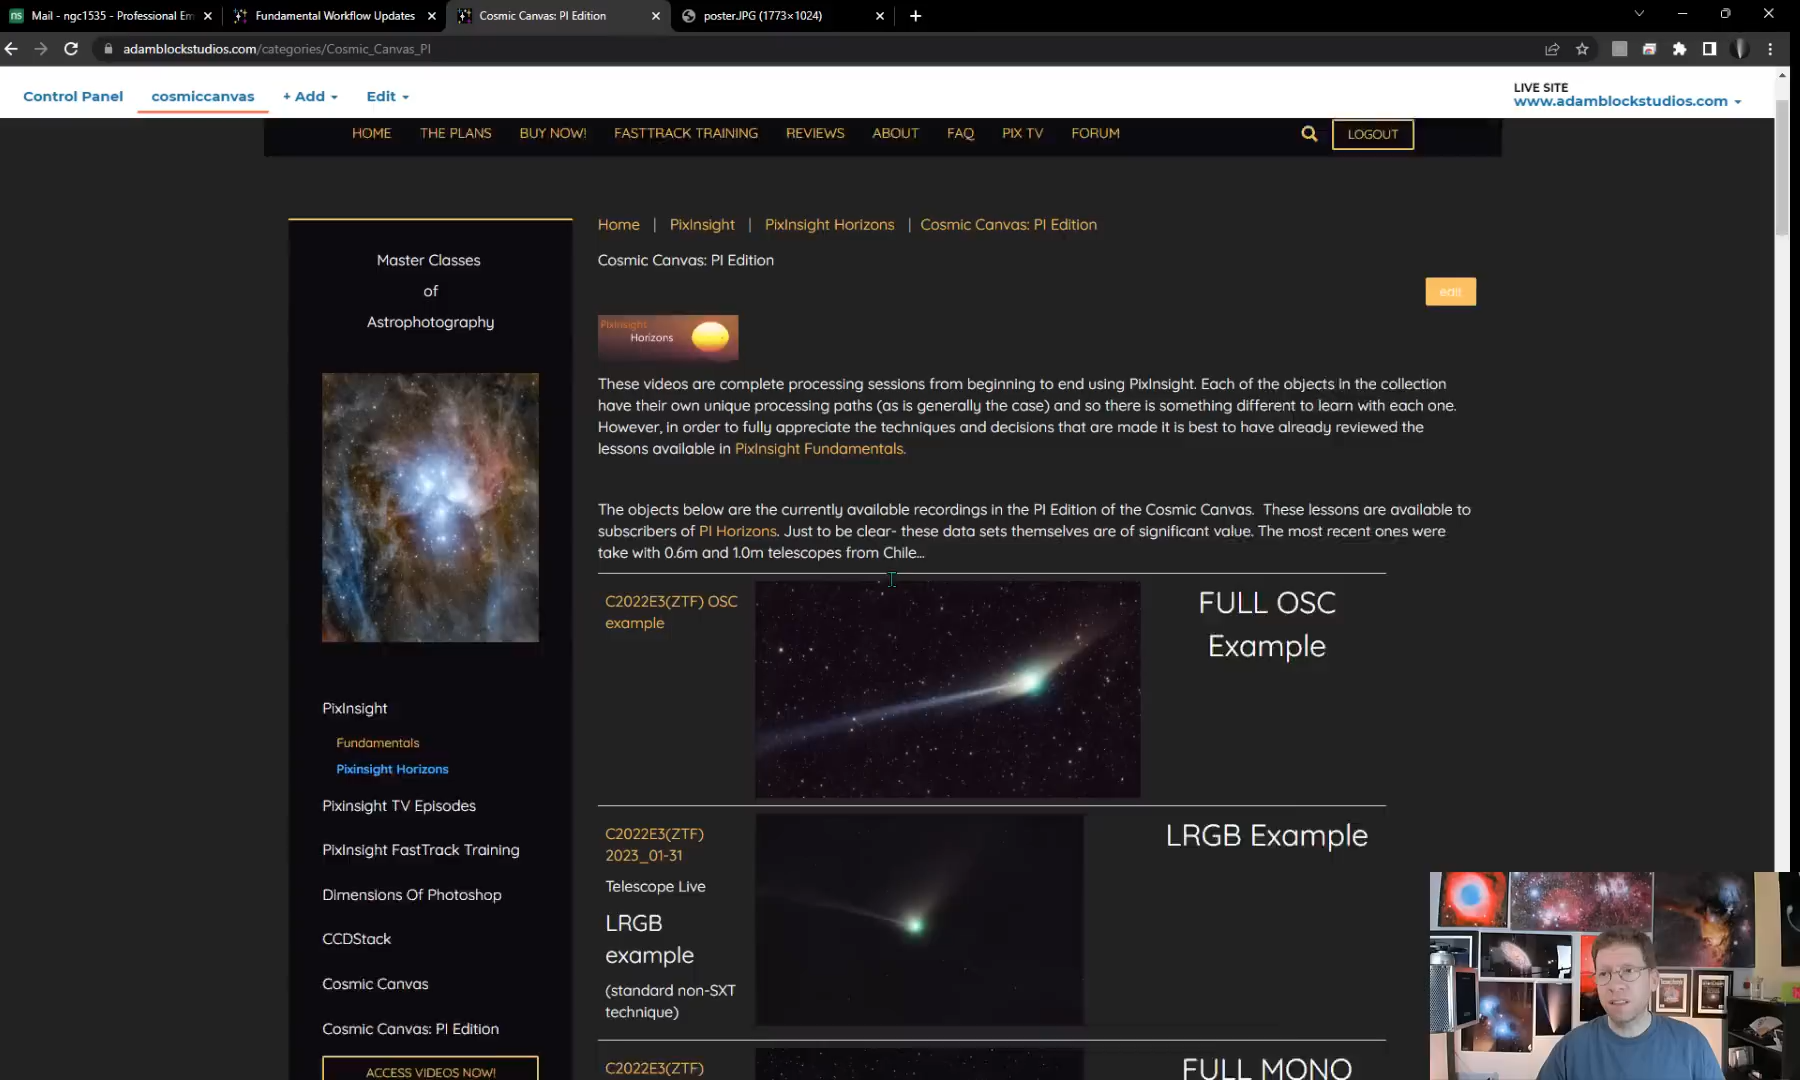 Mail - ngc1535 - Professional Em
Fundamental Workflow Updates
Cosmic Canvas: PI Edition
poster.JPG (1773×1024)
adamblockstudios.com/categories/Cosmic_Canvas_PI
Control Panel
cosmiccanvas
+ Add
Edit
LIVE SITE
www.adamblockstudios.com
HOME
THE PLANS
BUY NOW!
FASTTRACK TRAINING
REVIEWS
ABOUT
FAQ
PIX TV
FORUM
LOGOUT
Master Classes
of
Astrophotography
PixInsight
Fundamentals
Pixinsight Horizons
Pixinsight TV Episodes
PixInsight FastTrack Training
Dimensions Of Photoshop
CCDStack
Cosmic Canvas
Cosmic Canvas: PI Edition
ACCESS VIDEOS NOW!
Home | PixInsight | PixInsight Horizons | Cosmic Canvas: PI Edition
Cosmic Canvas: PI Edition
edit
PixInsight
Horizons
These videos are complete processing sessions from beginning to end using PixInsight. Each of the objects in the collection
have their own unique processing paths (as is generally the case) and so there is something different to learn with each one.
However, in order to fully appreciate the techniques and decisions that are made it is best to have already reviewed the
lessons available in PixInsight Fundamentals.
The objects below are the currently available recordings in the PI Edition of the Cosmic Canvas. These lessons are available to
subscribers of PI Horizons. Just to be clear- these data sets themselves are of significant value. The most recent ones were
take with 0.6m and 1.0m telescopes from Chile...
C2022E3(ZTF) OSC
example
FULL OSC
Example
C2022E3(ZTF)
2023_01-31
Telescope Live
LRGB
example
(standard non-SXT
technique)
LRGB Example
C2022E3(ZTF)
FULL MONO